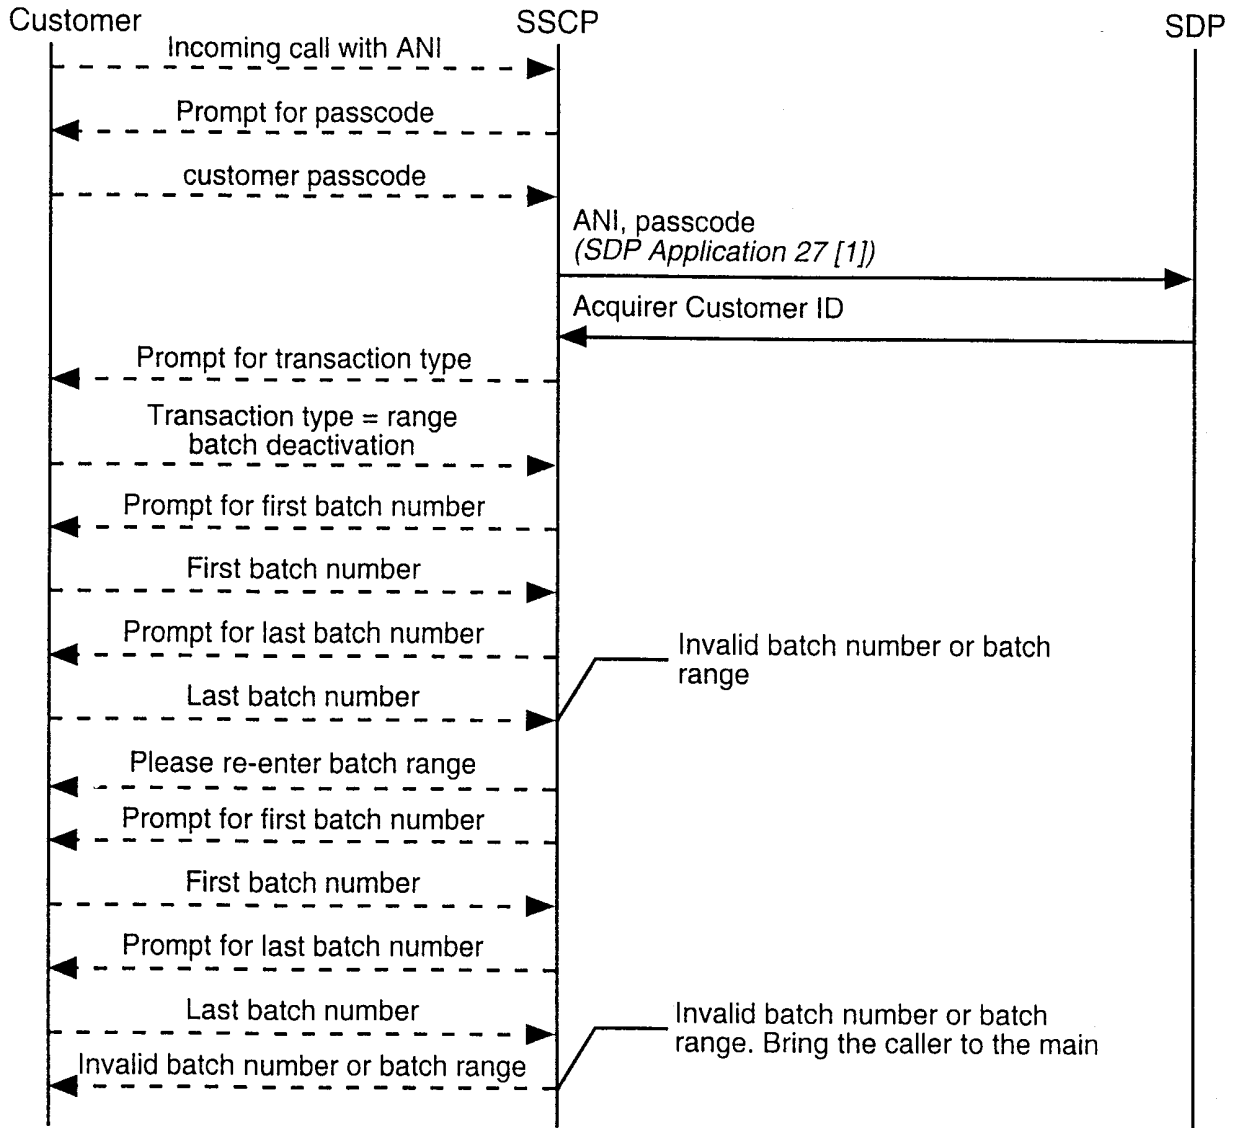 Customer
SSCP
SDP
Incoming call with ANI
Prompt for passcode
customer passcode
ANI, passcode
(SDP Application 27 [1])
Acquirer Customer ID
Prompt for transaction type
Transaction type = range
batch deactivation
Prompt for first batch number
First batch number
Prompt for last batch number
Invalid batch number or batch
range
Last batch number
Please re-enter batch range
Prompt for first batch number
First batch number
Prompt for last batch number
Last batch number
Invalid batch number or batch
range. Bring the caller to the main
Invalid batch number or batch range